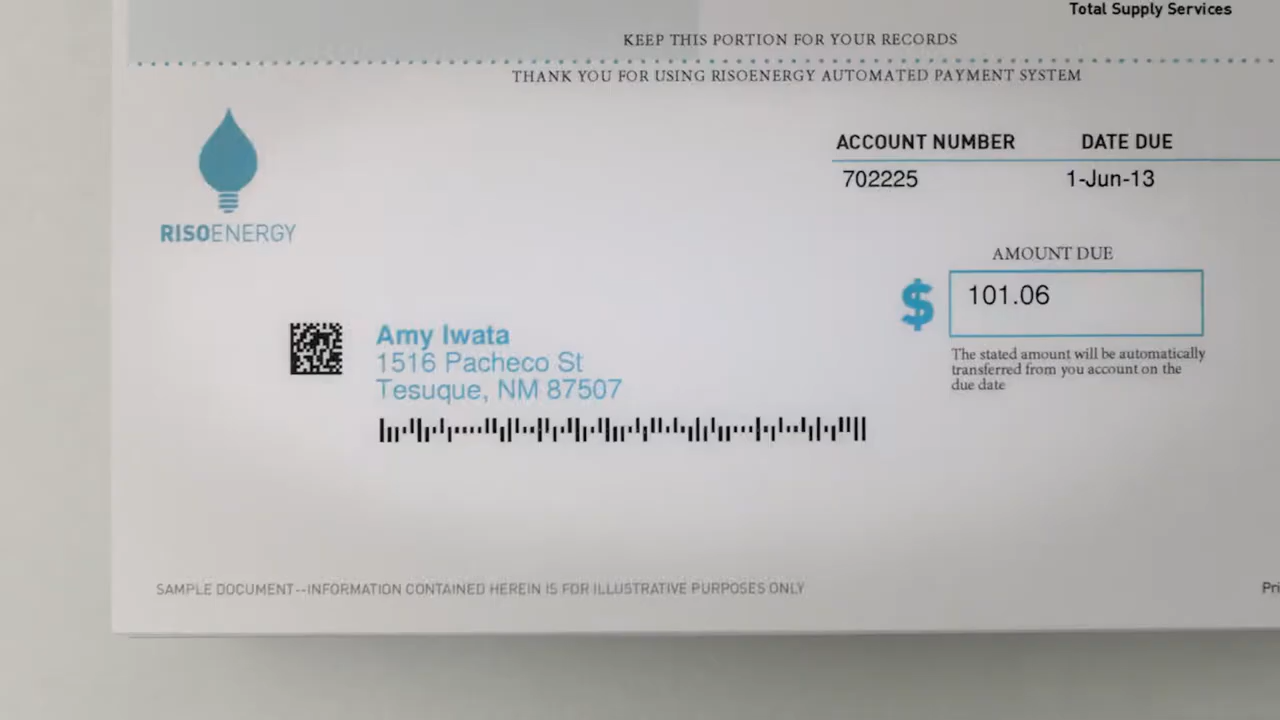 Total Supply Services
KEEP THIS PORTION FOR YOUR RECORDS
THANK YOU FOR USING RISOENERGY AUTOMATED PAYMENT SYSTEM
ACCOUNT NUMBER DATE DUE
702225 1-Jun-13
RISOENERGY
AMOUNT DUE
$ 101.06
The stated amount will be automatically
transferred from you account on the
due date
Amy Iwata
1516 Pacheco St
Tesuque, NM 87507
SAMPLE DOCUMENT--INFORMATION CONTAINED HEREIN IS FOR ILLUSTRATIVE PURPOSES ONLY